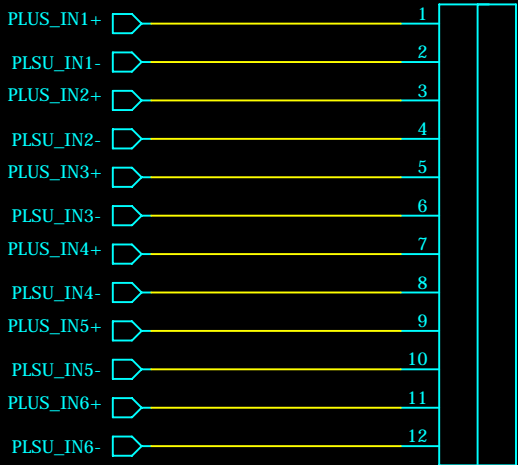 PLUS_IN1+ 1
PLSU_IN1- 2
PLUS_IN2+ 3
PLSU_IN2- 4
PLUS_IN3+ 5
PLSU_IN3- 6
PLUS_IN4+ 7
PLSU_IN4- 8
PLUS_IN5+ 9
PLSU_IN5- 10
PLUS_IN6+ 11
PLSU_IN6- 12